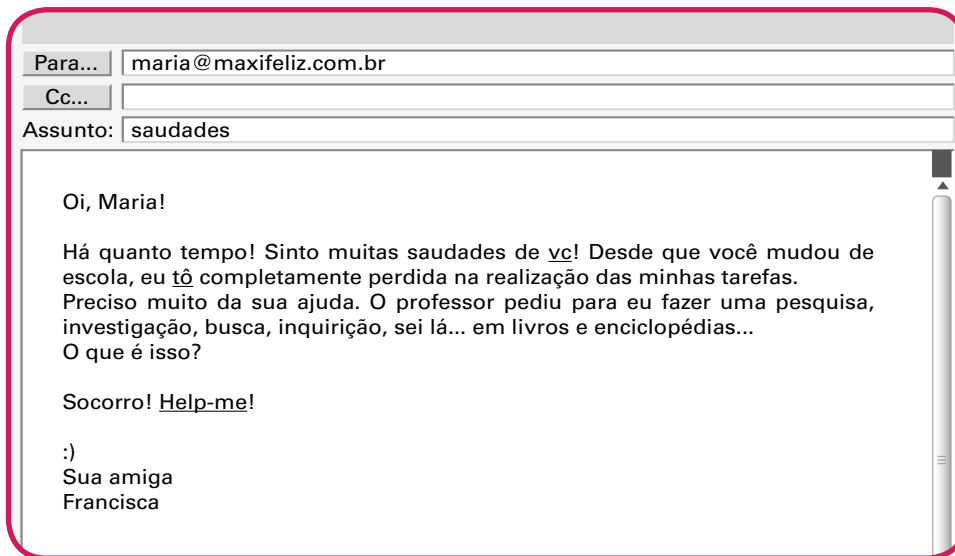 Para... maria@maxifeliz.com.br
Cc...
Assunto: saudades
Oi, Maria!
Há quanto tempo! Sinto muitas saudades de vc! Desde que você mudou de
escola, eu tô completamente perdida na realização das minhas tarefas.
Preciso muito da sua ajuda. O professor pediu para eu fazer uma pesquisa,
investigação, busca, inquirição, sei lá... em livros e enciclopédias...
O que é isso?
Socorro! Help-me!
:)
Sua amiga
Francisca